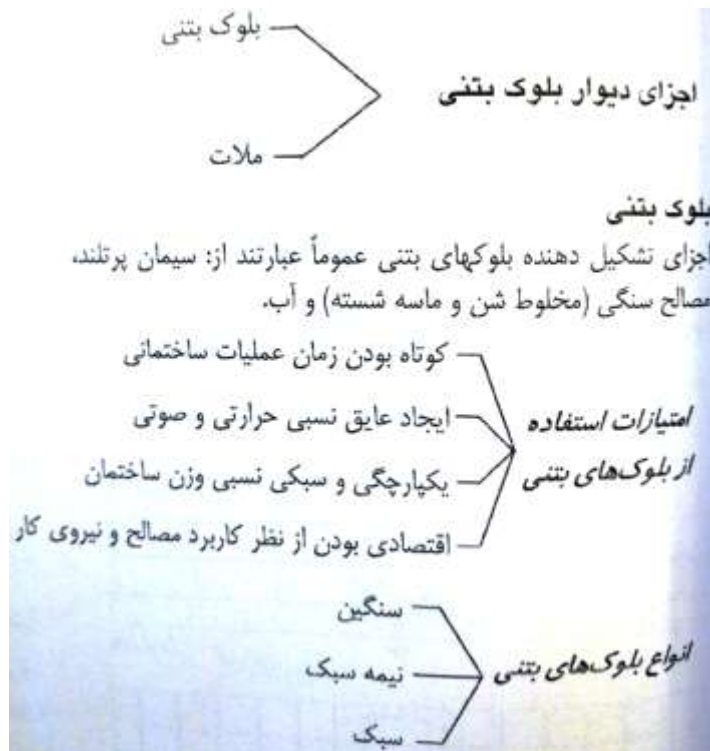 بلوک بتنی
اجزای دیوار بلوک بتنی
ملات
بلوک بتنی
اجزای تشکیل دهنده بلوکهای بتنی عموماً عبارتند از: سیمان پرتلند،
مصالح سنگی (مخلوط شن و ماسه شسته) و آب.
کوتاه بودن زمان عملیات ساختمانی
امتیازات استفاده
ایجاد عایق نسبی حرارتی و صوتی
از بلوک‌های بتنی
یکپارچگی و سبکی نسبی وزن ساختمان
اقتصادی بودن از نظر کاربرد مصالح و نیروی کار
سنگین
انواع بلوک‌های بتنی
نیمه سبک
سبک